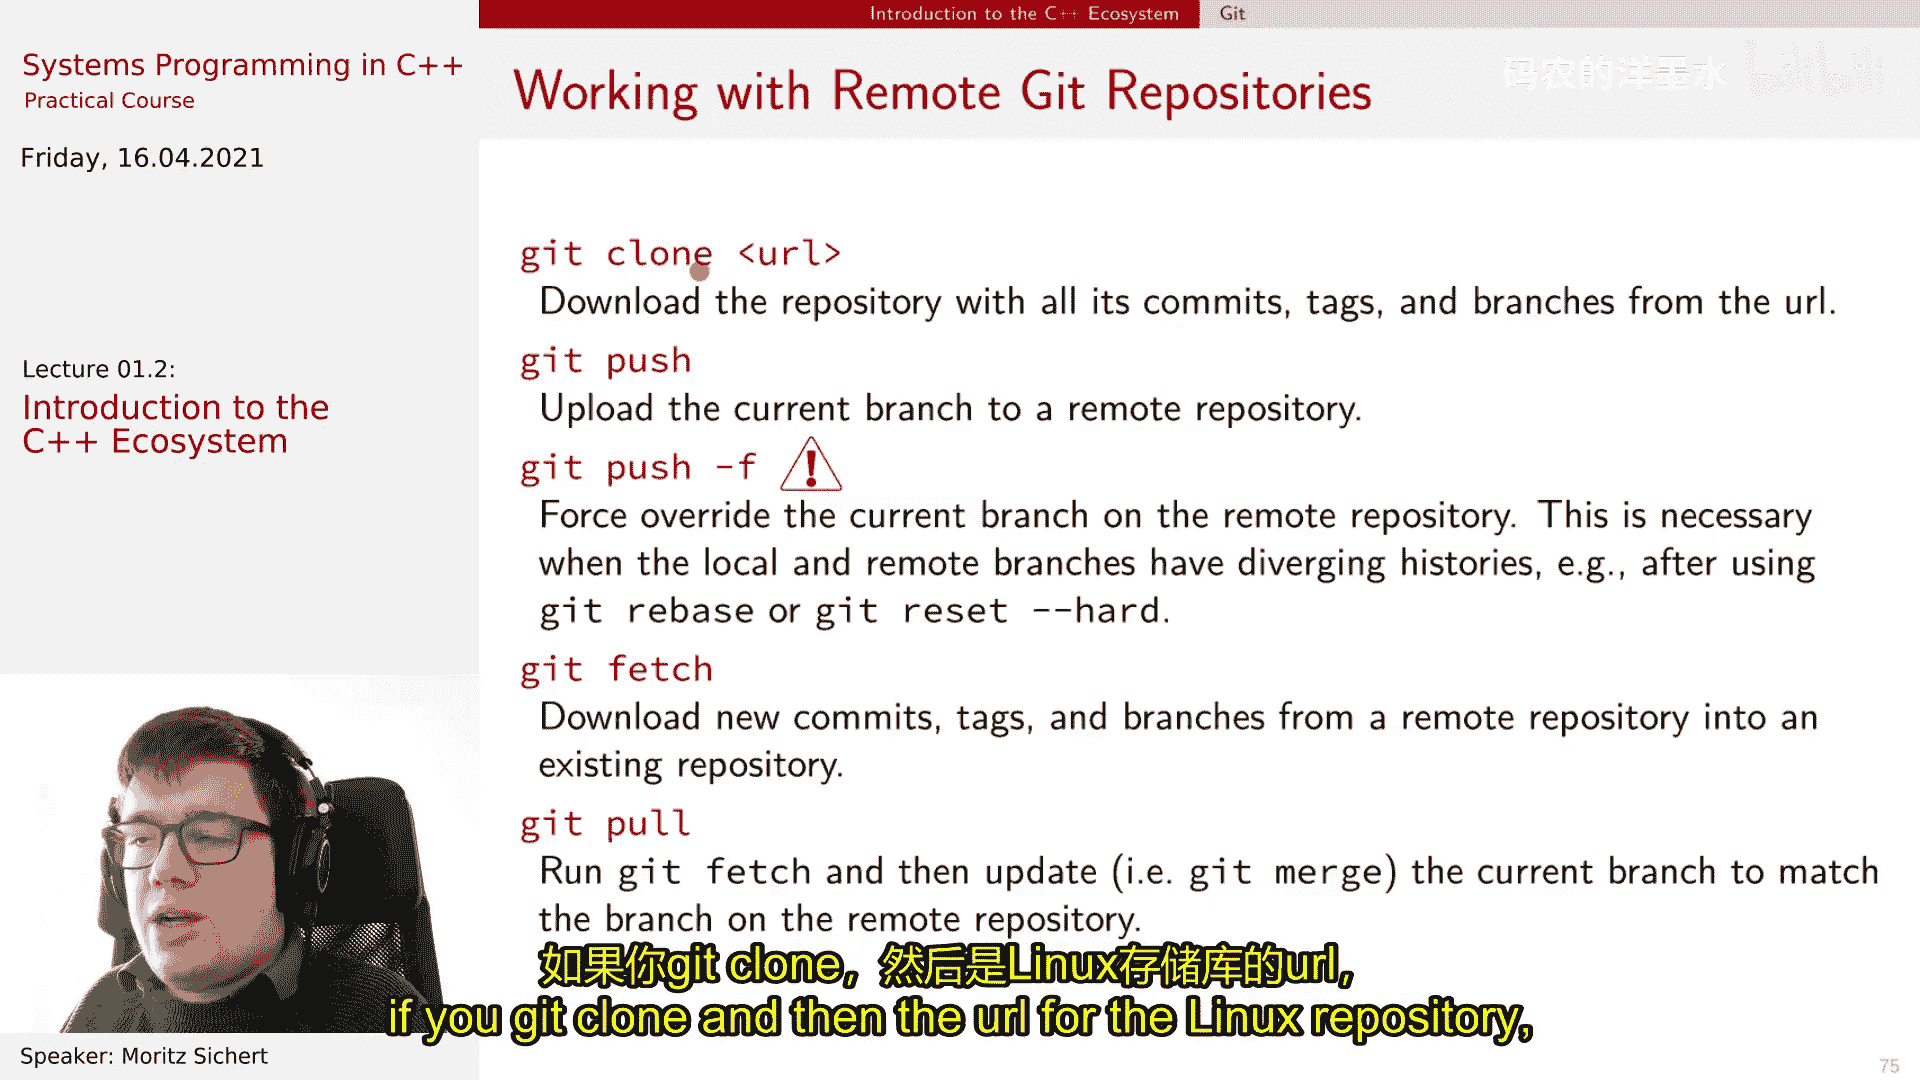 Introduction to the C++ Ecosystem
Git
Systems Programming in C++
Practical Course
Friday, 16.04.2021
Lecture 01.2:
Introduction to the
C++ Ecosystem
Working with Remote Git Repositories
码农的洋墨水
bilibili
git clone <url>
Download the repository with all its commits, tags, and branches from the url.
git push
Upload the current branch to a remote repository.
git push -f
Force override the current branch on the remote repository. This is necessary
when the local and remote branches have diverging histories, e.g., after using
git rebase or git reset --hard.
git fetch
Download new commits, tags, and branches from a remote repository into an
existing repository.
git pull
Run git fetch and then update (i.e. git merge) the current branch to match
the branch on the remote repository.
如果你git clone，然后是Linux存储库的url，
if you git clone and then the url for the Linux repository,
Speaker: Moritz Sichert
75